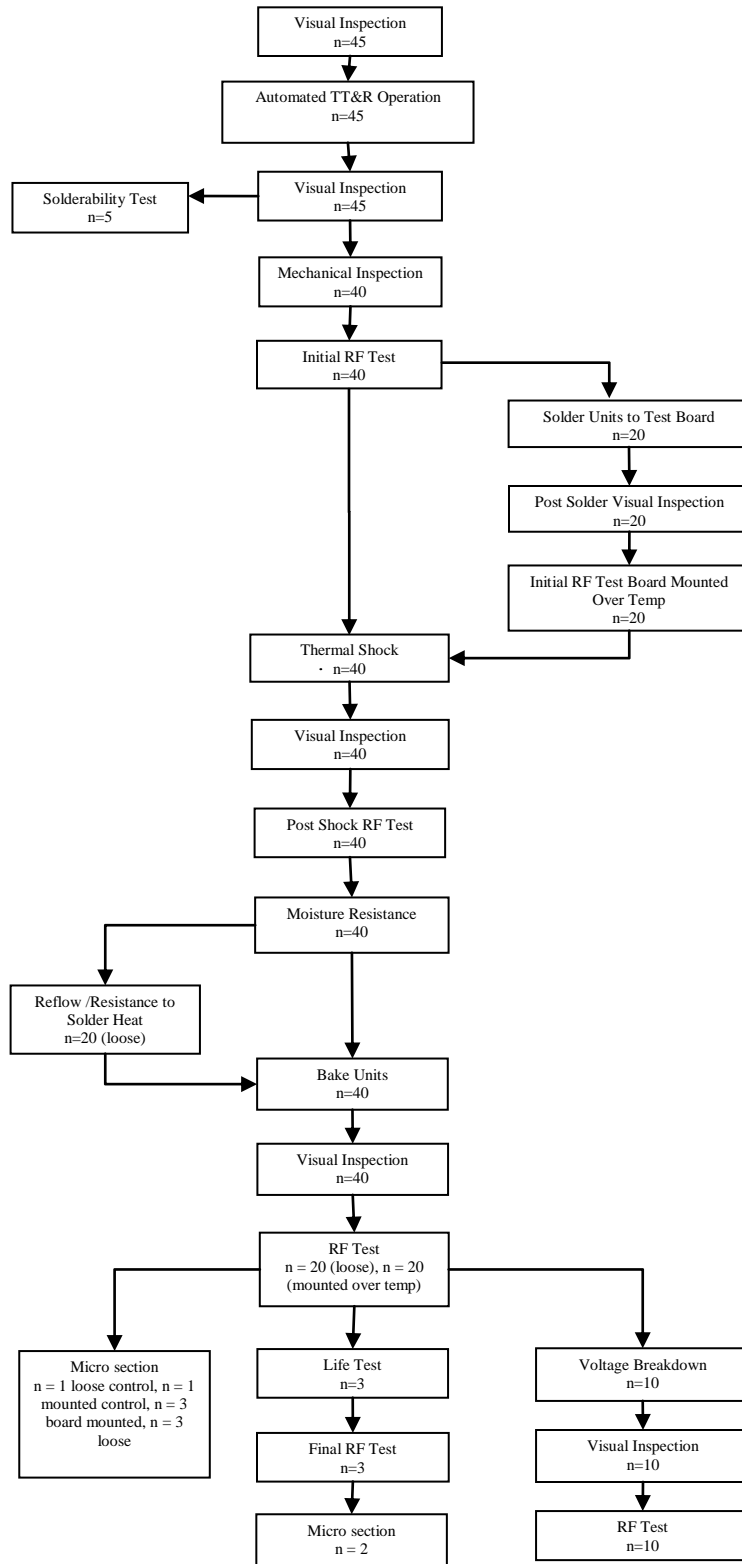 Visual Inspection
n=45
Automated TT&R Operation
n=45
Visual Inspection
n=45
Solderability Test
n=5
Mechanical Inspection
n=40
Initial RF Test
n=40
Solder Units to Test Board
n=20
Post Solder Visual Inspection
n=20
Initial RF Test Board Mounted
Over Temp
n=20
Thermal Shock
· n=40
Visual Inspection
n=40
Post Shock RF Test
n=40
Moisture Resistance
n=40
Reflow /Resistance to
Solder Heat
n=20 (loose)
Bake Units
n=40
Visual Inspection
n=40
RF Test
n = 20 (loose), n = 20
(mounted over temp)
Micro section
n = 1 loose control, n = 1
mounted control, n = 3
board mounted, n = 3
loose
Life Test
n=3
Voltage Breakdown
n=10
Final RF Test
n=3
Visual Inspection
n=10
Micro section
n = 2
RF Test
n=10